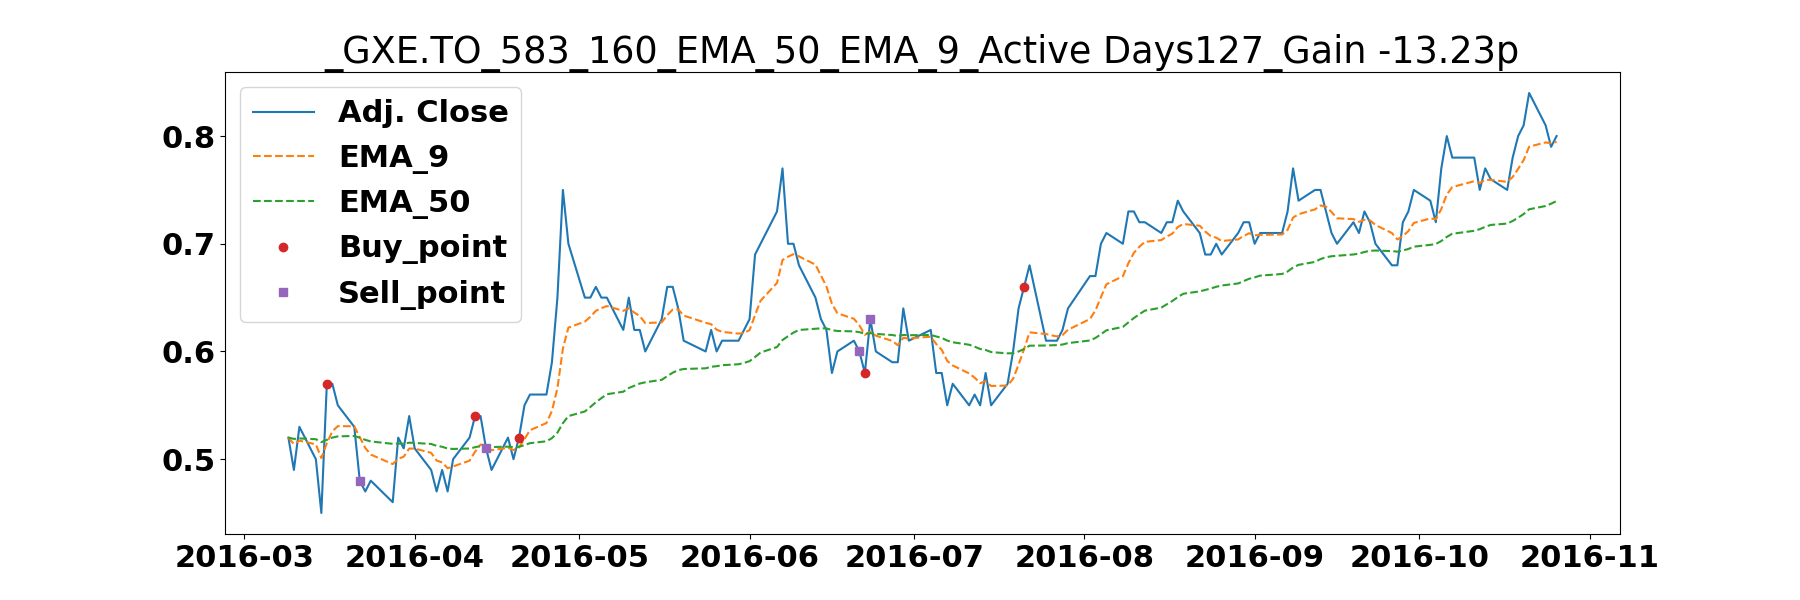 _GXE.TO_583_160_EMA_50_EMA_9_Active Days127_Gain -13.23p
Adj. Close
EMA_9
EMA_50
Buy_point
Sell_point
0.8
0.7
0.6
0.5
2016-03 2016-04 2016-05 2016-06 2016-07 2016-08 2016-09 2016-10 2016-11